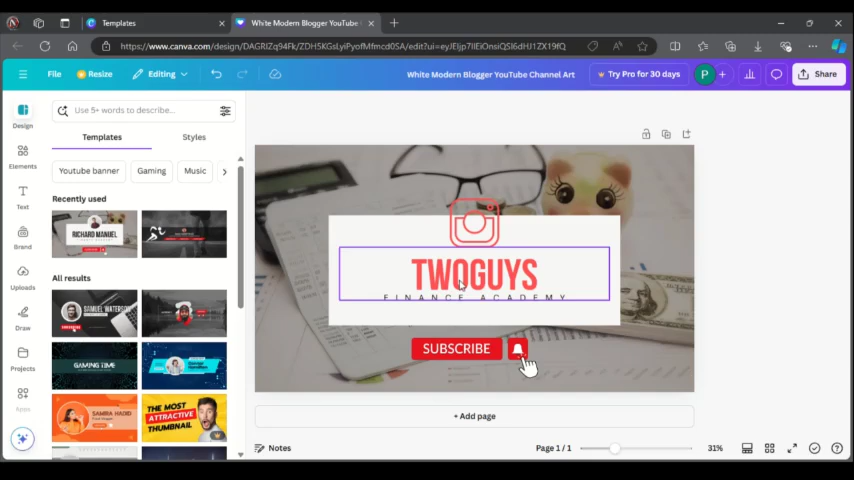 Templates
White Modern Blogger YouTube
https://www.canva.com/design/DAGRIZq94Fk/ZDH5KGsLyiPyofMfmcd0SA/edit?ui=eyJEIjp7IlEiOnsiQSI6dHJ1ZX19fQ
File
Resize
Editing
White Modern Blogger YouTube Channel Art
Try Pro for 30 days
P
Share
Design
Use 5+ words to describe...
Templates
Styles
Elements
Youtube banner
Gaming
Music
Text
Recently used
Brand
RICHARD MANUEL
Uploads
All results
Draw
SAMUEL WATERSON
Projects
GAMING TIME
Apps
SAMIRA HADID
THE MOST
ATTRACTIVE
THUMBNAIL
TWOGUYS
FINANCE ACADEMY
SUBSCRIBE
+ Add page
Notes
Page 1 / 1
31%